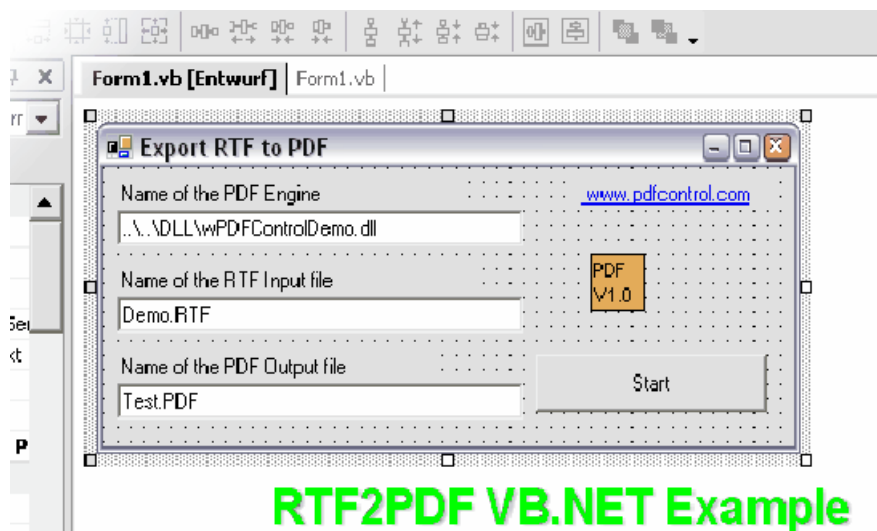 Form1.vb [Entwurf] Form1.vb
Export RTF to PDF
Name of the PDF Engine
www.pdfcontrol.com
..\..\DLL\wPDFControlDemo.dll
Name of the RTF Input file
PDF
V1.0
Demo.RTF
Name of the PDF Output file
Start
Test.PDF
P
RTF2PDF VB.NET Example